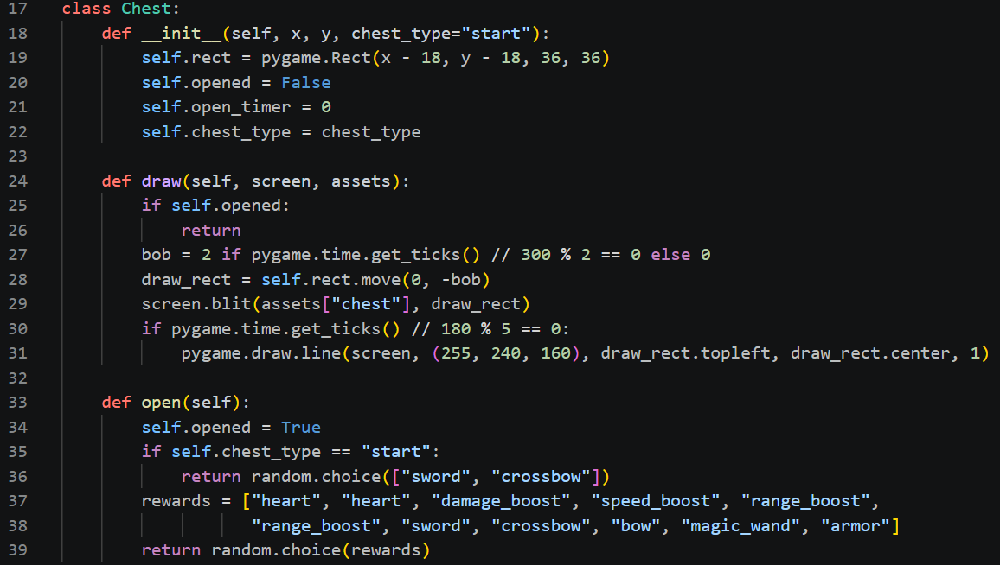 17 class Chest:
18     def __init__(self, x, y, chest_type="start"):
19         self.rect = pygame.Rect(x - 18, y - 18, 36, 36)
20         self.opened = False
21         self.open_timer = 0
22         self.chest_type = chest_type
23
24     def draw(self, screen, assets):
25         if self.opened:
26             return
27         bob = 2 if pygame.time.get_ticks() // 300 % 2 == 0 else 0
28         draw_rect = self.rect.move(0, -bob)
29         screen.blit(assets["chest"], draw_rect)
30         if pygame.time.get_ticks() // 180 % 5 == 0:
31             pygame.draw.line(screen, (255, 240, 160), draw_rect.topleft, draw_rect.center, 1)
32
33     def open(self):
34         self.opened = True
35         if self.chest_type == "start":
36             return random.choice(["sword", "crossbow"])
37         rewards = ["heart", "heart", "damage_boost", "speed_boost", "range_boost",
38                    "range_boost", "sword", "crossbow", "bow", "magic_wand", "armor"]
39         return random.choice(rewards)